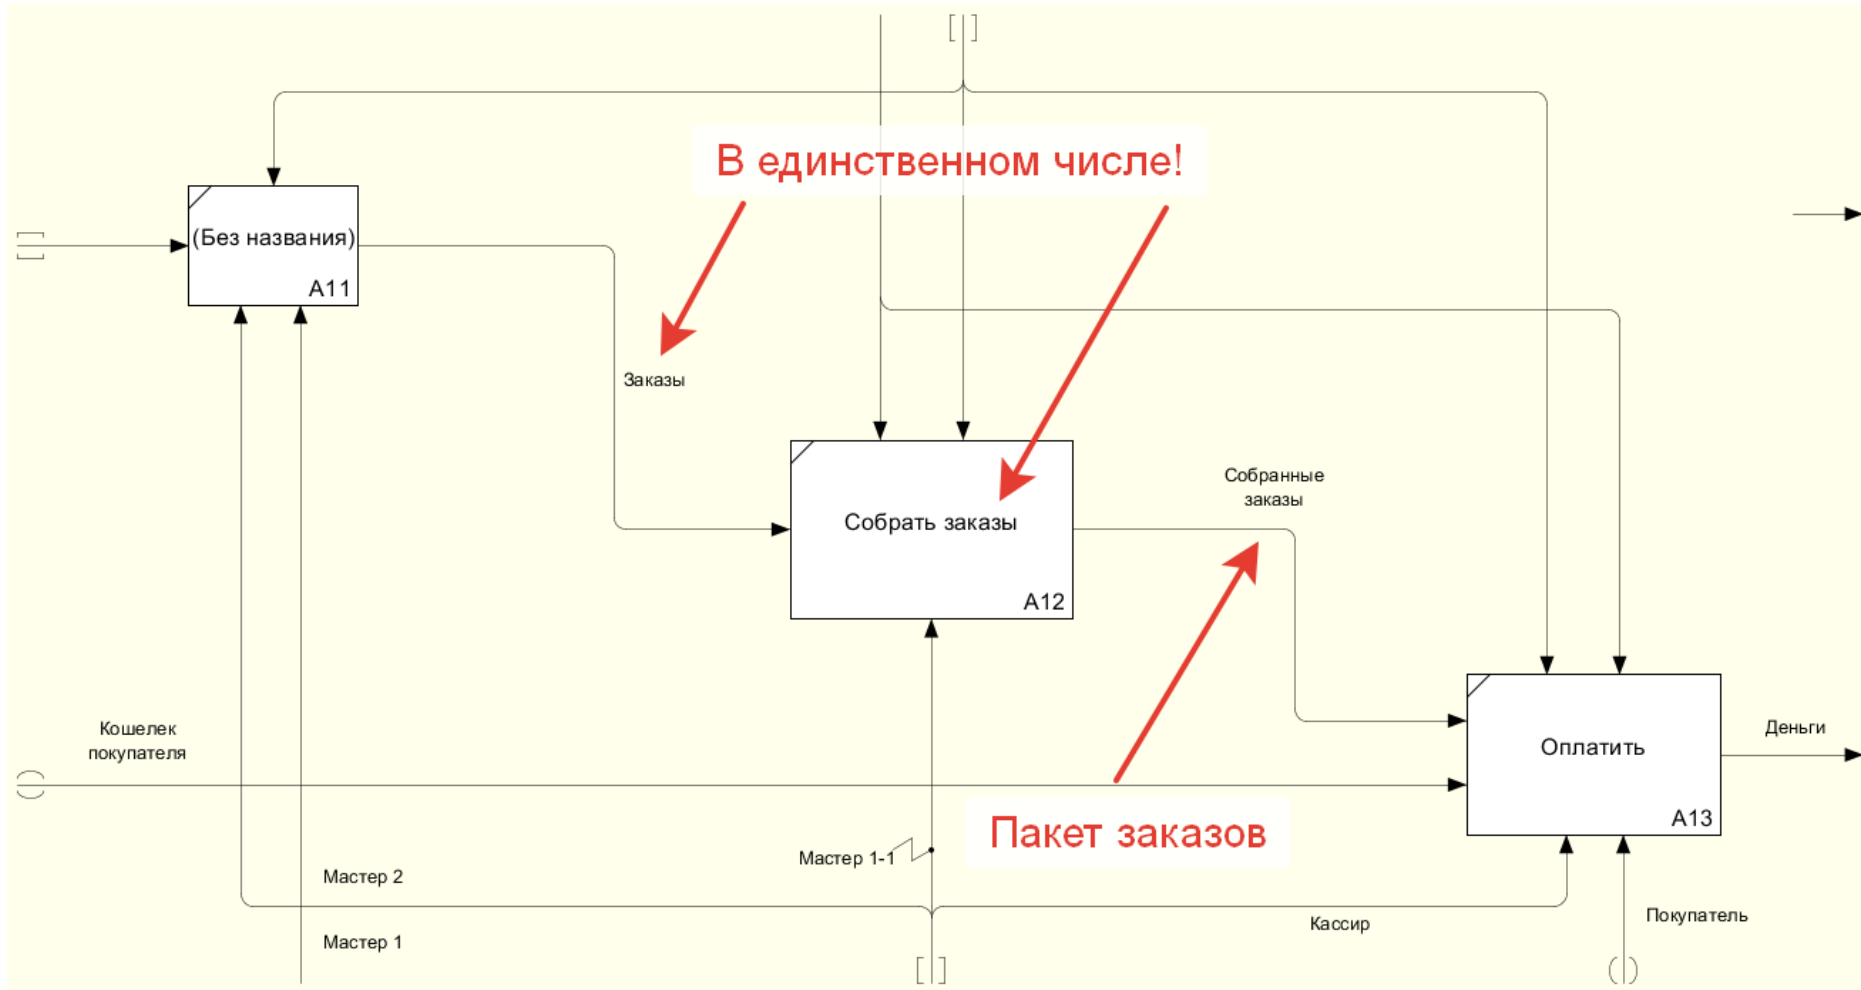 В единственном числе!
(Без названия)
A11
Заказы
Собранные
заказы
Собрать заказы
A12
Кошелек
покупателя
Оплатить
Деньги
A13
Пакет заказов
Мастер 1-1
Мастер 2
Кассир
Покупатель
Мастер 1